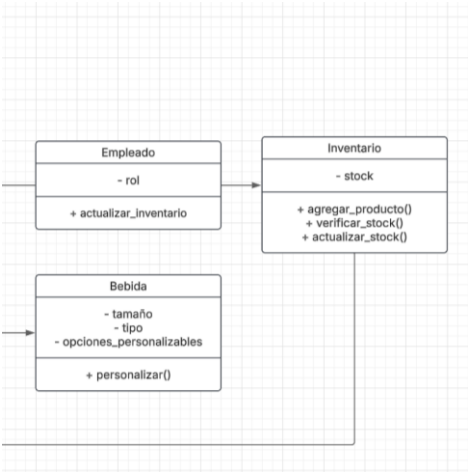 Empleado
- rol
+ actualizar_inventario
Inventario
- stock
+ agregar_producto()
+ verificar_stock()
+ actualizar_stock()
Bebida
- tamaño
- tipo
- opciones_personalizables
+ personalizar()